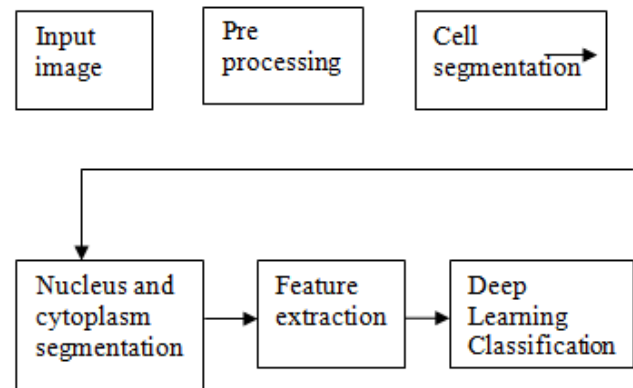 Input
image
Pre
processing
Cell
segmentation
Nucleus and
cytoplasm
segmentation
Feature
extraction
Deep
Learning
Classification